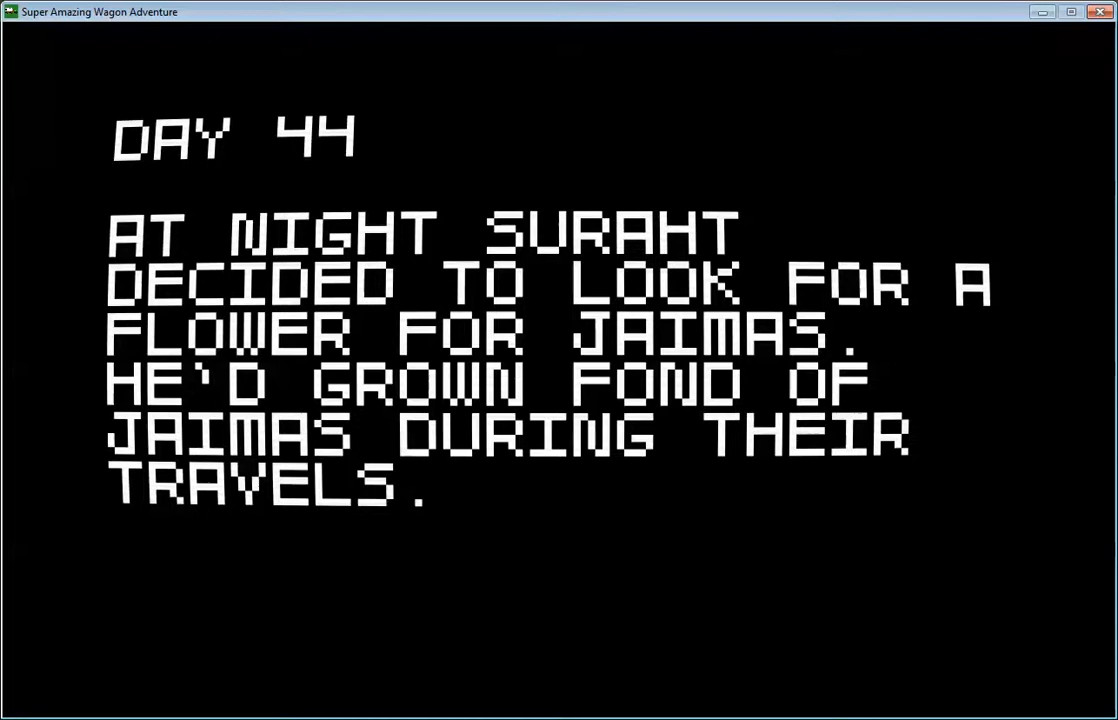 Super Amazing Wagon Adventure
DAY 44
AT NIGHT SURAHT
DECIDED TO LOOK FOR A
FLOWER FOR JAIMAS.
HE'D GROWN FOND OF
JAIMAS DURING THEIR
TRAVELS.